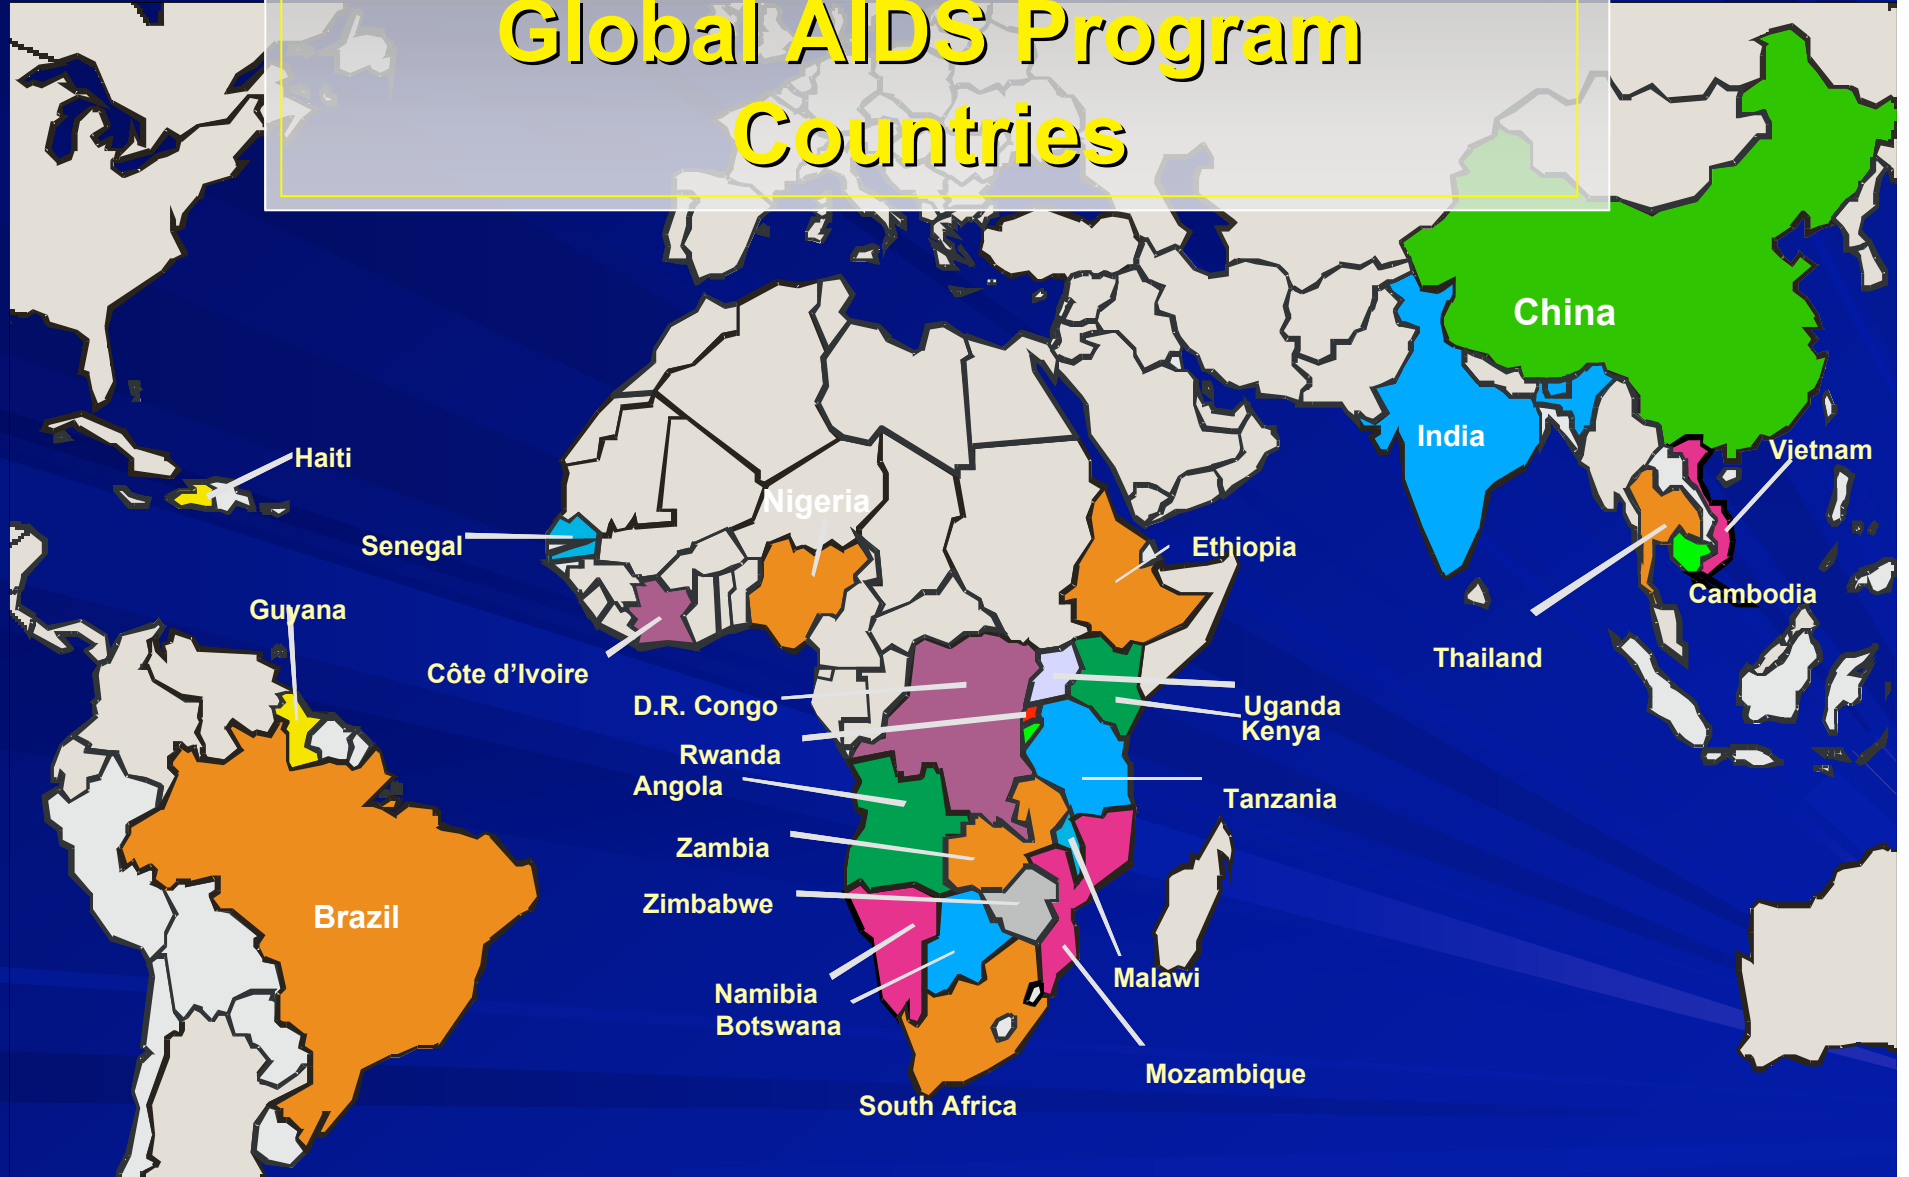 Global AIDS Program
Countries
China
India
Vietnam
Haiti
Nigeria
Senegal
Ethiopia
Cambodia
Guyana
Thailand
Côte d’Ivoire
D.R. Congo
Uganda
Kenya
Rwanda
Angola
Tanzania
Zambia
Zimbabwe
Brazil
Malawi
Namibia
Botswana
Mozambique
South Africa